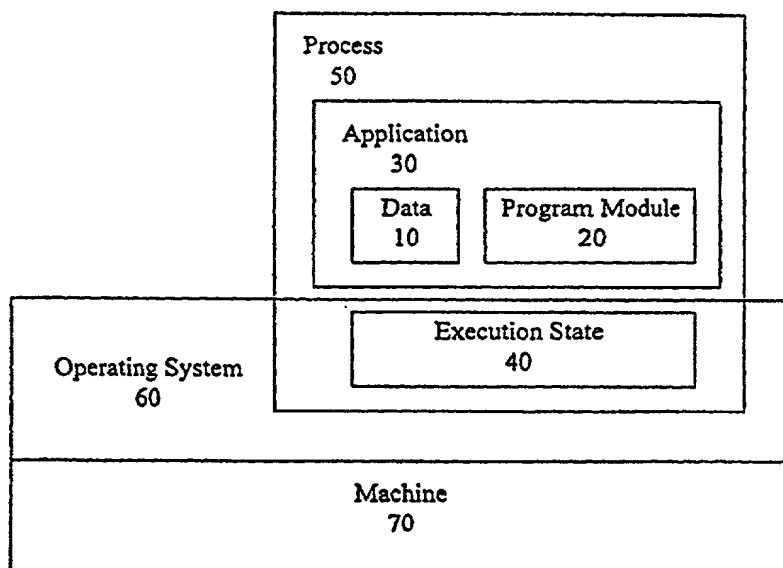 Process
50
Application
30
Data
10
Program Module
20
Execution State
40
Operating System
60
Machine
70